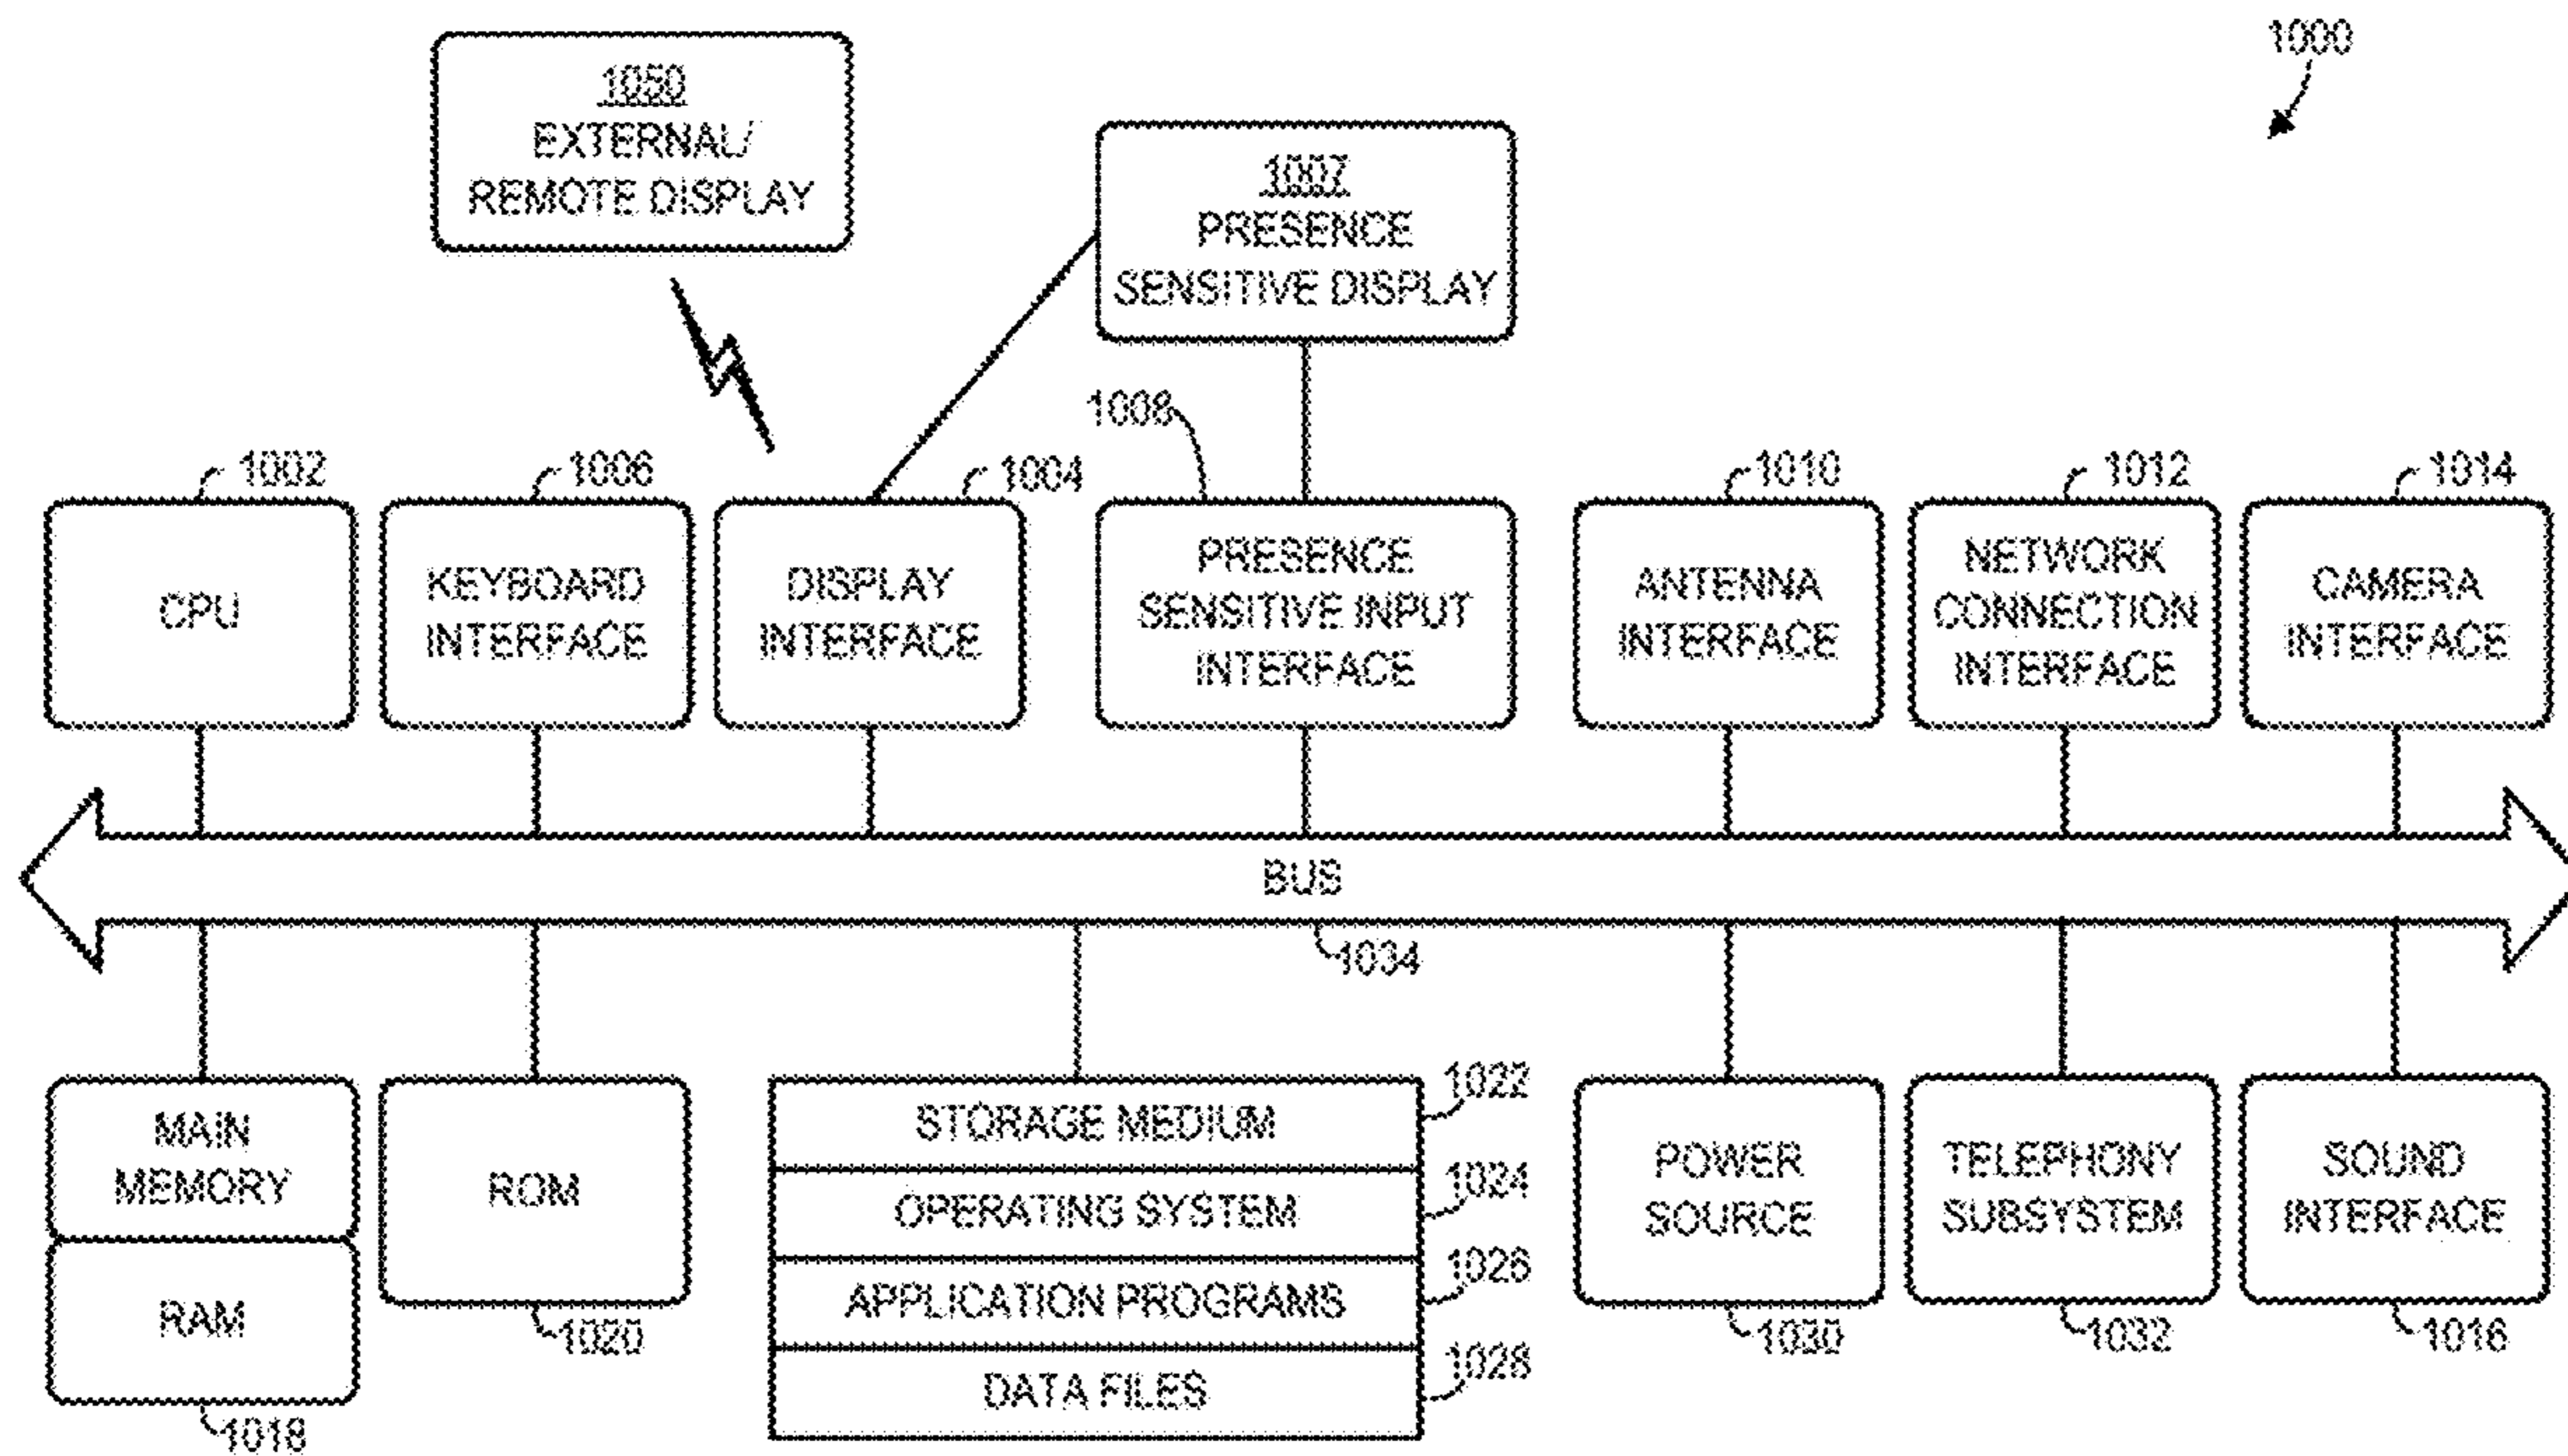 1000
1050
EXTERNAL/
REMOTE DISPLAY
1007
PRESENCE
SENSITIVE DISPLAY
1008
1002
1006
1004
1010
1012
1014
CPU
KEYBOARD
INTERFACE
DISPLAY
INTERFACE
PRESENCE
SENSITIVE INPUT
INTERFACE
ANTENNA
INTERFACE
NETWORK
CONNECTION
INTERFACE
CAMERA
INTERFACE
BUS
1034
MAIN
MEMORY
RAM
1018
ROM
1020
STORAGE MEDIUM
1022
OPERATING SYSTEM
1024
APPLICATION PROGRAMS
1026
DATA FILES
1028
POWER
SOURCE
1030
TELEPHONY
SUBSYSTEM
1032
SOUND
INTERFACE
1016